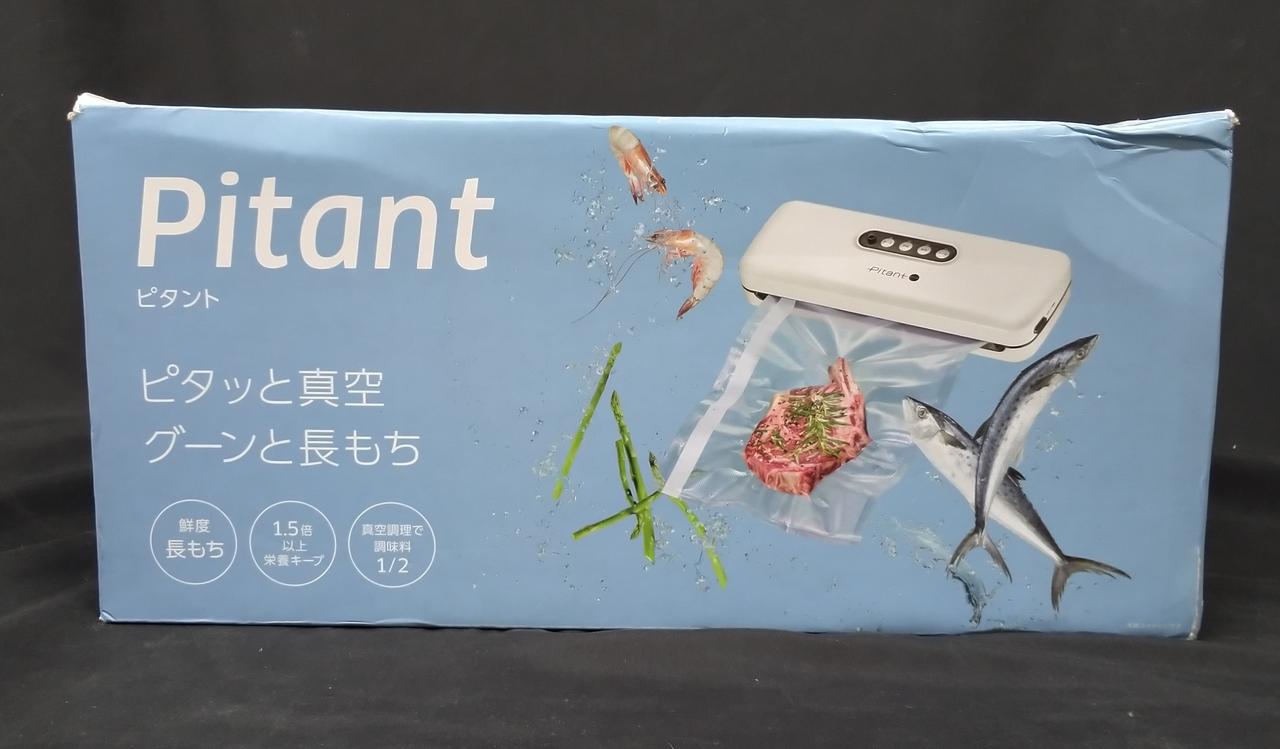 Pitant
ピタント
ピタッと真空
グーンと長もち
鮮度
長もち
1.5倍
以上
栄養キープ
真空調理で
調味料
1/2
Pitant